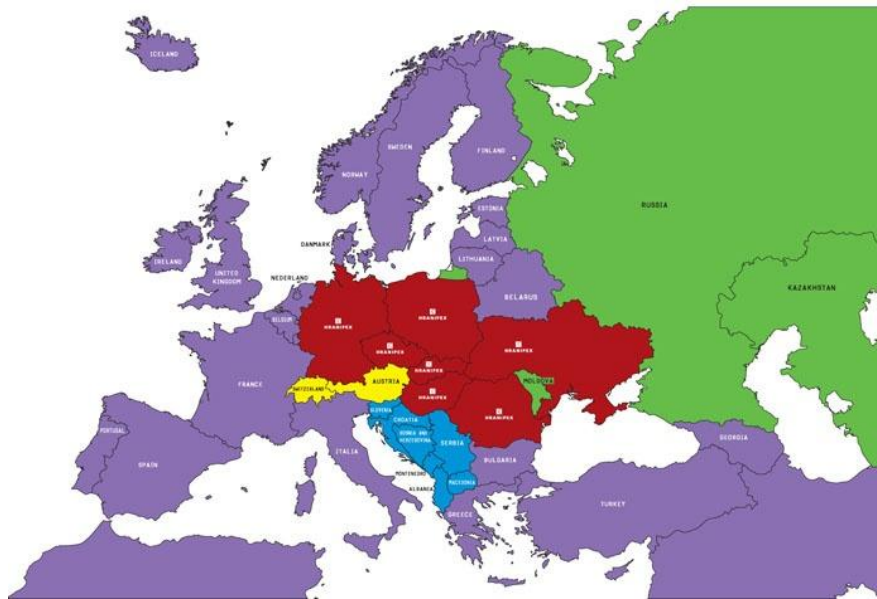 ICELAND
SWEDEN
FINLAND
NORWAY
RUSSIA
ESTONIA
DANMARK
LATVIA
IRELAND
LITHUANIA
UNITED
KINGDOM
NEDERLAND
KAZAKHSTAN
BELARUS
BELGIUM
HRANIPEX
HRANIPEX
HRANIPEX
HRANIPEX
HRANIPEX
FRANCE
SWITZERLAND
AUSTRIA
MOLDOVA
HRANIPEX
HRANIPEX
SLOVENIA
CROATIA
PORTUGAL
BOSNIA AND
HERZEGOVINA
SERBIA
GEORGIA
ITALIA
SPAIN
BULGARIA
MONTENEGRO
MACEDONIA
ALBANIA
TURKEY
GREECE